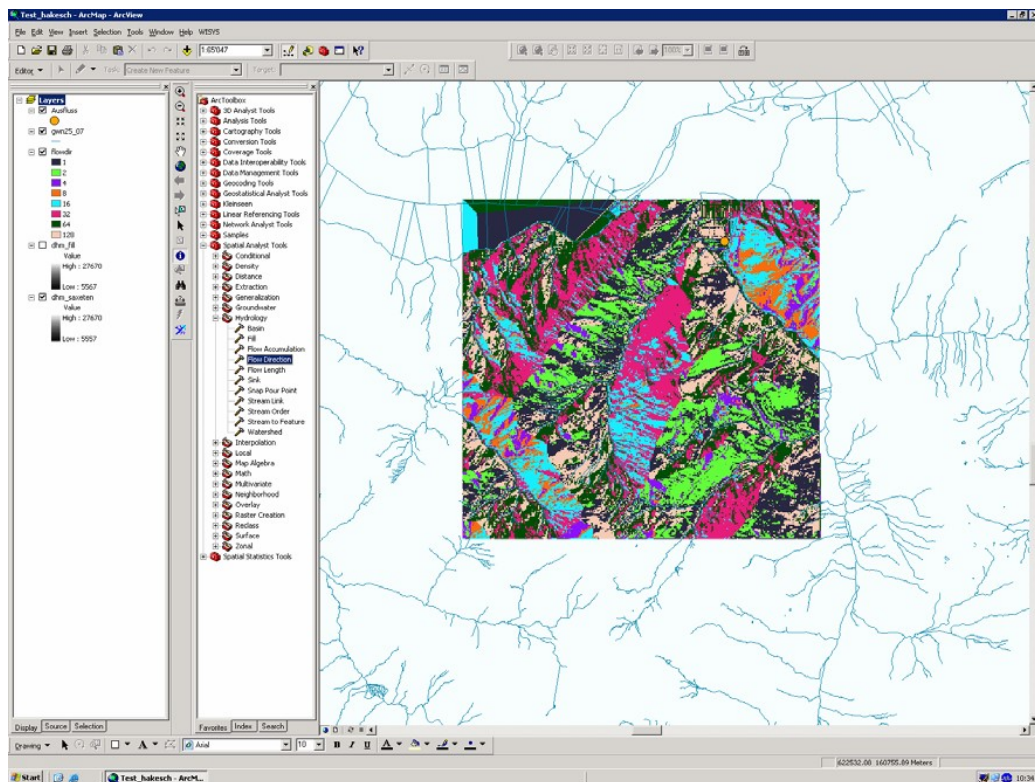 Test_hakesch - ArcMap - ArcView
File Edit View Insert Selection Tools Window Help WISYS
1:65'047
100%
Editor Task: Create New Feature Target:
Layers
Ausfluss
gwn25_07
flowdir
1
2
4
8
16
32
64
128
dhm_fill
Value
High : 27670
Low : 5567
dhm_saxeten
Value
High : 27670
Low : 5557
Display Source Selection
ArcToolbox
3D Analyst Tools
Analysis Tools
Cartography Tools
Conversion Tools
Coverage Tools
Data Interoperability Tools
Data Management Tools
Geocoding Tools
Geostatistical Analyst Tools
Kleinseen
Linear Referencing Tools
Network Analyst Tools
Samples
Spatial Analyst Tools
Conditional
Density
Distance
Extraction
Generalization
Groundwater
Hydrology
Basin
Fill
Flow Accumulation
Flow Direction
Flow Length
Sink
Snap Pour Point
Stream Link
Stream Order
Stream to Feature
Watershed
Interpolation
Local
Map Algebra
Math
Multivariate
Neighborhood
Overlay
Raster Creation
Reclass
Surface
Zonal
Spatial Statistics Tools
Favorites Index Search
Drawing A Arial 10 B I U A
622532.00 160755.89 Meters
Start Test_hakesch - ArcM...